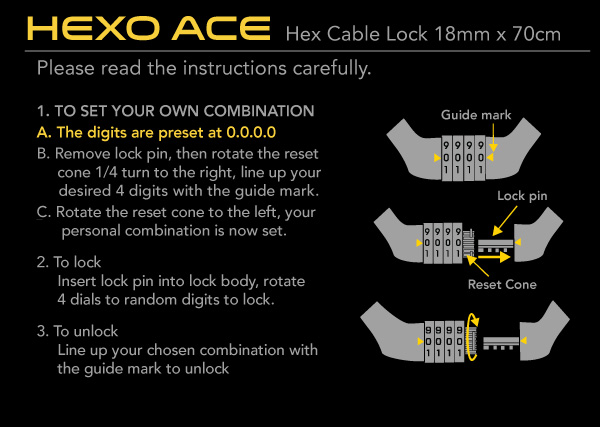 HEXO ACE Hex Cable Lock 18mm x 70cm
Please read the instructions carefully.
1. TO SET YOUR OWN COMBINATION
A. The digits are preset at 0.0.0.0
B. Remove lock pin, then rotate the reset
cone 1/4 turn to the right, line up your
desired 4 digits with the guide mark.
C. Rotate the reset cone to the left, your
personal combination is now set.
2. To lock
Insert lock pin into lock body, rotate
4 dials to random digits to lock.
3. To unlock
Line up your chosen combination with
the guide mark to unlock
Guide mark
9 9 9 9
0 0 0 0
1 1 1 1
Lock pin
9 9 9 9
0 0 0 0
1 1 1 1
Reset Cone
9 9 9 9
0 0 0 0
1 1 1 1